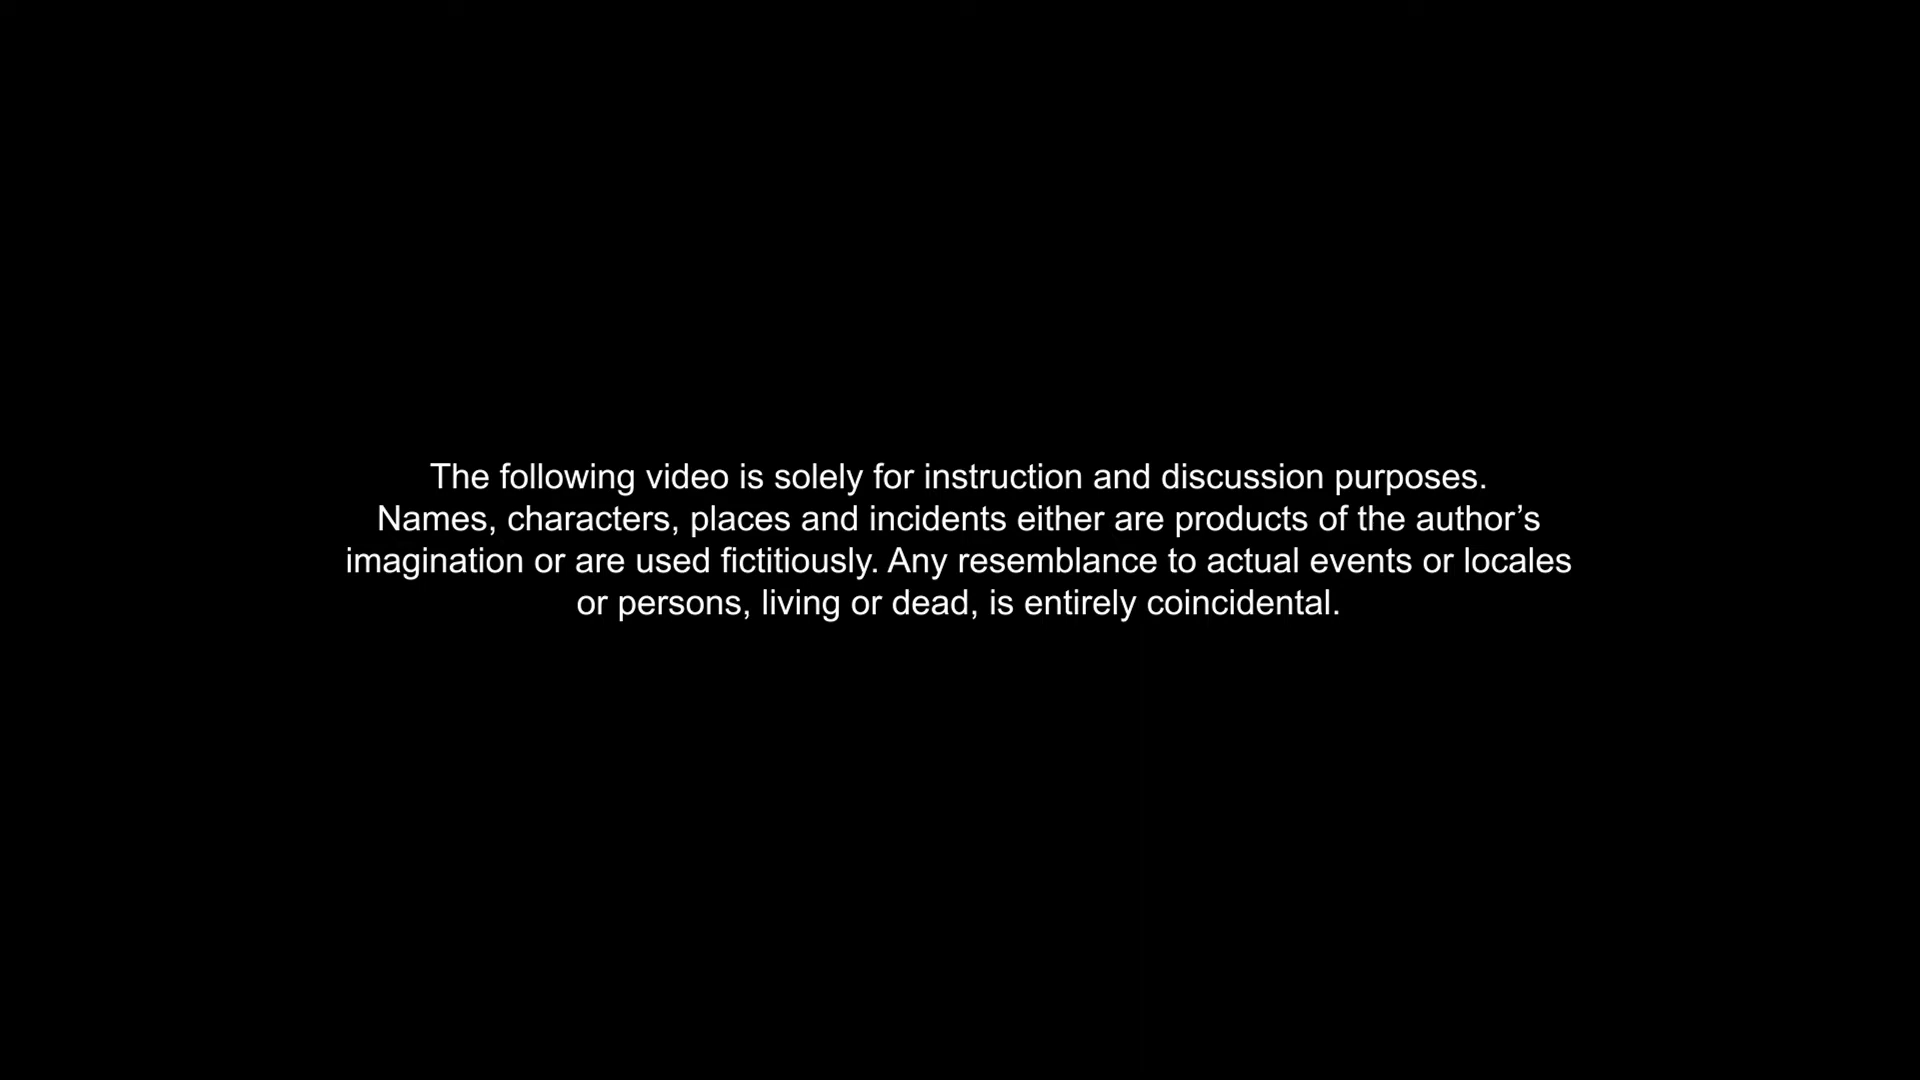 The following video is solely for instruction and discussion purposes.
Names, characters, places and incidents either are products of the author’s
imagination or are used fictitiously. Any resemblance to actual events or locales
or persons, living or dead, is entirely coincidental.